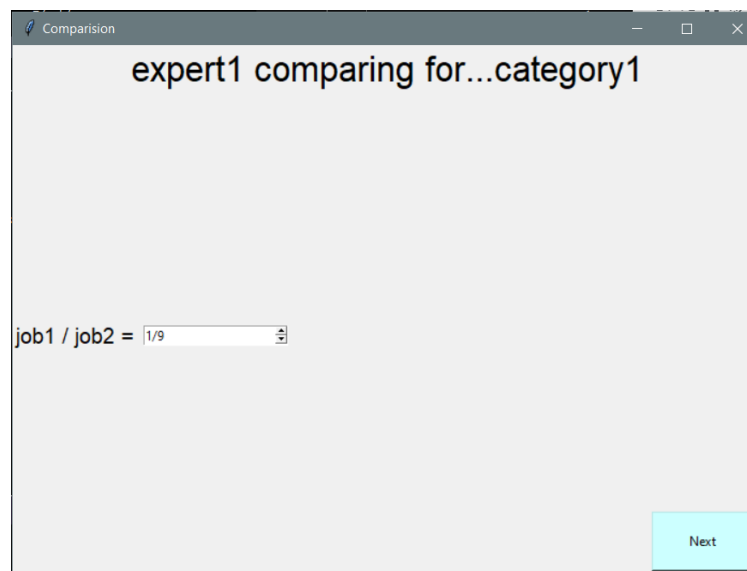 Comparision
expert1 comparing for...category1
job1 / job2 = 1/9
Next